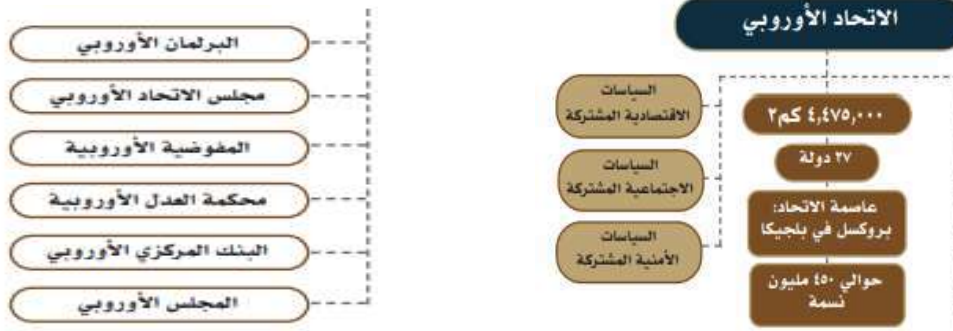 الاتحاد الأوروبي
٤,٤٧٥,٠٠٠ كم٢
٢٧ دولة
عاصمة الاتحاد:
بروكسل في بلجيكا
حوالي ٤٥٠ مليون
نسمة
السياسات
الاقتصادية المشتركة
السياسات
الاجتماعية المشتركة
السياسات
الأمنية المشتركة
البرلمان الأوروبي
مجلس الاتحاد الأوروبي
المفوضية الأوروبية
محكمة العدل الأوروبية
البنك المركزي الأوروبي
المجلس الأوروبي